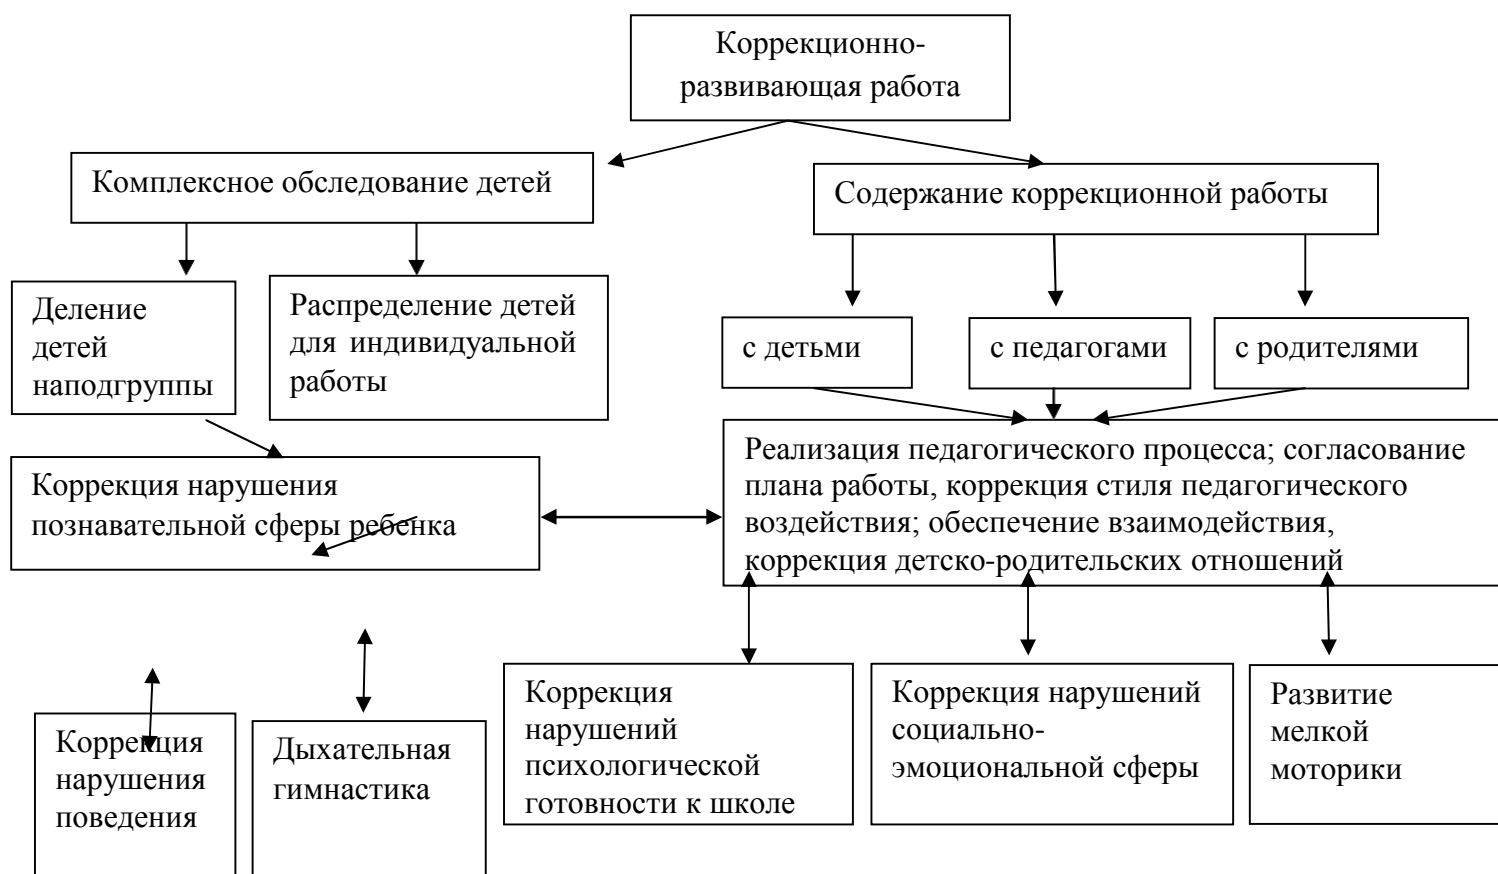 Коррекционно-
развивающая работа
Комплексное обследование детей
Содержание коррекционной работы
Деление
детей
наподгруппы
Распределение детей
для индивидуальной
работы
с детьми
с педагогами
с родителями
Коррекция нарушения
познавательной сферы ребенка
Реализация педагогического процесса; согласование
плана работы, коррекция стиля педагогического
воздействия; обеспечение взаимодействия,
коррекция детско-родительских отношений
Коррекция
нарушения
поведения
Дыхательная
гимнастика
Коррекция
нарушений
психологической
готовности к школе
Коррекция нарушений
социально-
эмоциональной сферы
Развитие
мелкой
моторики